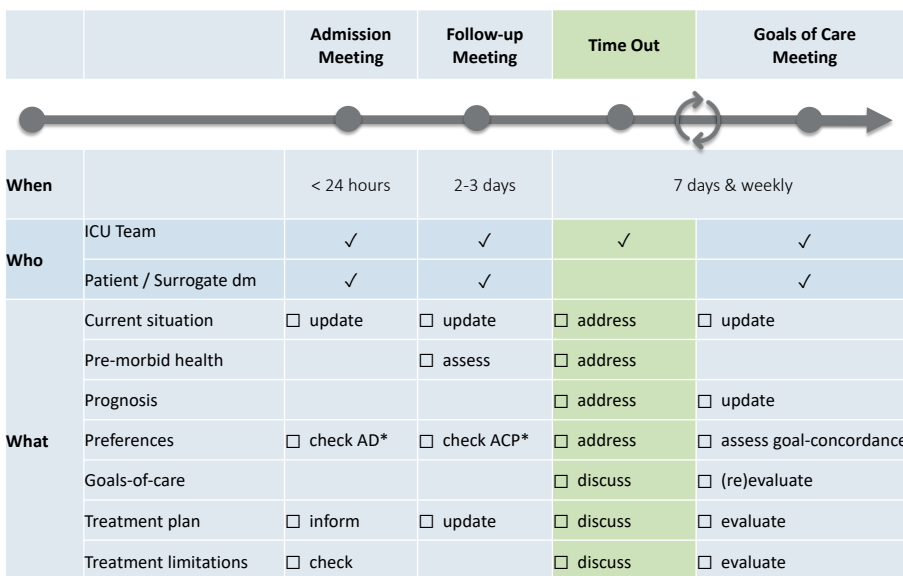 Admission Meeting Follow-up Meeting Time Out Goals of Care Meeting
When < 24 hours 2-3 days 7 days & weekly
Who ICU Team ✓ ✓ ✓ ✓
Patient / Surrogate dm ✓ ✓ ✓
What
Current situation ☐ update ☐ update ☐ address ☐ update
Pre-morbid health ☐ assess ☐ address
Prognosis ☐ address ☐ update
Preferences ☐ check AD* ☐ check ACP* ☐ address ☐ assess goal-concordance
Goals-of-care ☐ discuss ☐ (re)evaluate
Treatment plan ☐ inform ☐ update ☐ discuss ☐ evaluate
Treatment limitations ☐ check ☐ discuss ☐ evaluate